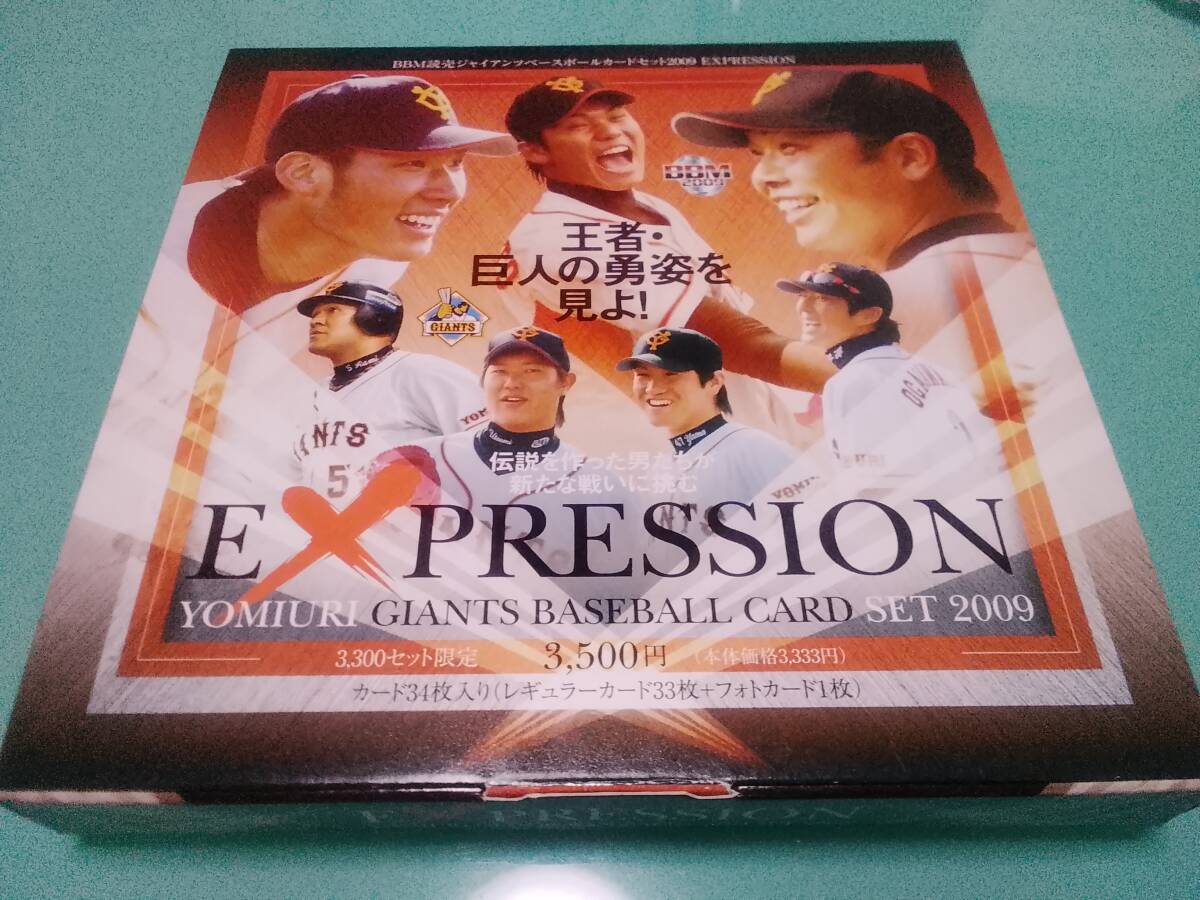 BBM読売ジャイアンツベースボールカードセット2009 EXPRESSION
BBM
2009
王者・
巨人の勇姿を
見よ!
GIANTS
OGAWA
伝説を作った男たちが
新たな戦いに挑む
EXPRESSION
YOMIURI GIANTS BASEBALL CARD SET 2009
3,300セット限定 3,500円 (本体価格3,333円)
カード34枚入り(レギュラーカード33枚+フォトカード1枚)
EXPRESSION